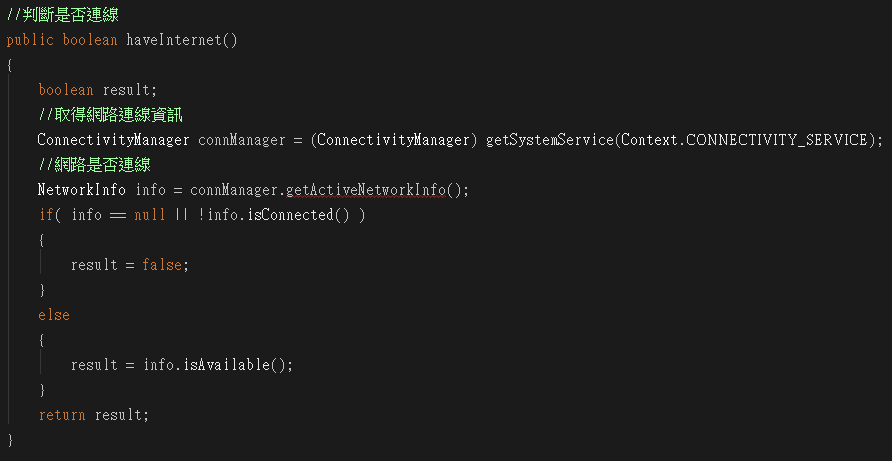 //判斷是否連線
public boolean haveInternet()
{
boolean result;
//取得網路連線資訊
ConnectivityManager connManager = (ConnectivityManager) getSystemService(Context.CONNECTIVITY_SERVICE);
//網路是否連線
NetworkInfo info = connManager.getActiveNetworkInfo();
if( info == null || !info.isConnected() )
{
result = false;
}
else
{
result = info.isAvailable();
}
return result;
}